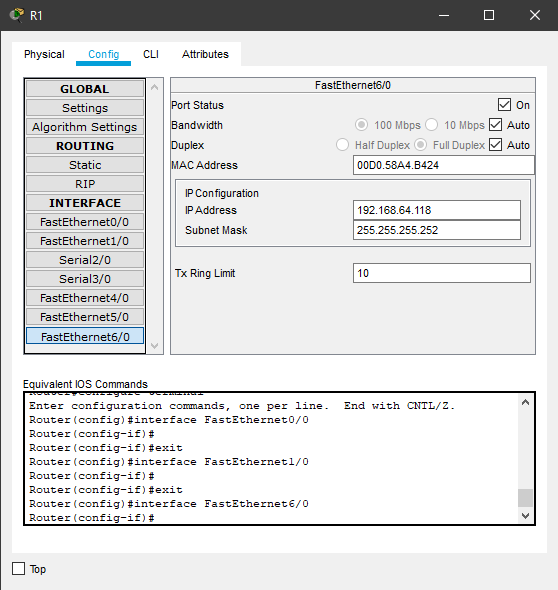 R1
Physical Config CLI Attributes
GLOBAL
Settings
Algorithm Settings
ROUTING
Static
RIP
INTERFACE
FastEthernet0/0
FastEthernet1/0
Serial2/0
Serial3/0
FastEthernet4/0
FastEthernet5/0
FastEthernet6/0
FastEthernet6/0
Port Status On
Bandwidth 100 Mbps 10 Mbps Auto
Duplex Half Duplex Full Duplex Auto
MAC Address 00D0.58A4.B424
IP Configuration
IP Address 192.168.64.118
Subnet Mask 255.255.255.252
Tx Ring Limit 10
Equivalent IOS Commands
Router#configure terminal
Enter configuration commands, one per line. End with CNTL/Z.
Router(config)#interface FastEthernet0/0
Router(config-if)#
Router(config-if)#exit
Router(config)#interface FastEthernet1/0
Router(config-if)#
Router(config-if)#exit
Router(config)#interface FastEthernet6/0
Router(config-if)#
Top